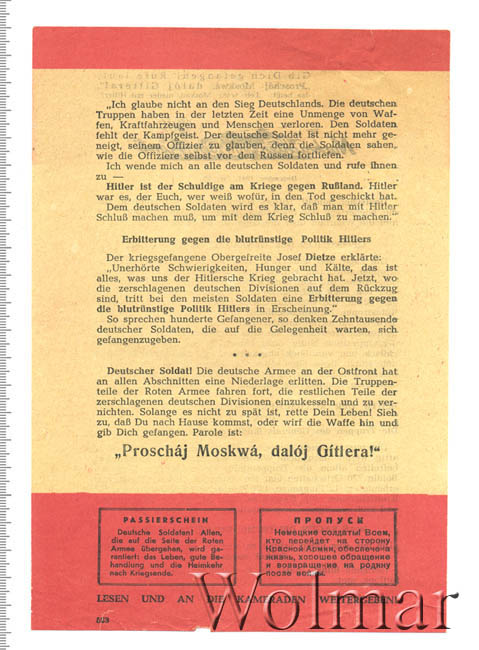 „Ich glaube nicht an den Sieg Deutschlands. Die deutschen
Truppen haben in der letzten Zeit eine Unmenge von Waf-
fen, Kraftfahrzeugen und Menschen verloren. Den Soldaten
fehlt der Kampfgeist. Der deutsche Soldat ist nicht mehr ge-
neigt, seinem Offizier zu glauben, denn die Soldaten sahen,
wie die Offiziere selbst vor den Russen fortliefen.
Ich wende mich an alle deutschen Soldaten und rufe ihnen
zu —
Hitler ist der Schuldige am Kriege gegen Rußland. Hitler
war es, der Euch, wer weiß wofür, in den Tod geschickt hat.
Dem deutschen Soldaten wird es klar, daß man mit Hitler
Schluß machen muß, um mit dem Krieg Schluß zu machen.“
Erbitterung gegen die blutrünstige Politik Hitlers
Der kriegsgefangene Obergefreite Josef Dietze erklärte:
„Unerhörte Schwierigkeiten, Hunger und Kälte, das ist
alles, was uns der Hitlersche Krieg gebracht hat. Jetzt, wo
die zerschlagenen deutschen Divisionen auf dem Rückzug
sind, tritt bei den meisten Soldaten eine Erbitterung gegen
die blutrünstige Politik Hitlers in Erscheinung.“
So sprechen hunderte Gefangener, so denken Zehntausende
deutscher Soldaten, die auf die Gelegenheit warten, sich
gefangenzugeben.
* * *
Deutscher Soldat! Die deutsche Armee an der Ostfront hat
an allen Abschnitten eine Niederlage erlitten. Die Truppen-
teile der Roten Armee fahren fort, die restlichen Teile der
zerschlagenen deutschen Divisionen einzukesseln und zu ver-
nichten. Solange es nicht zu spät ist, rette Dein Leben! Sieh
zu, daß Du nach Hause kommst, oder wirf die Waffe hin und
gib Dich gefangen. Parole ist:
„Proscháj Moskwá, dalój Gítlera!“
PASSIERSCHEIN
Deutsche Soldaten! Allen,
die auf die Seite der Roten
Armee übergehen, wird ga-
rantiert: das Leben, gute Be-
handlung und die Heimkehr
nach Kriegsende.
ПРОПУСК
Немецкие солдаты! Всем,
кто перейдет на сторону
Красной Армии, обеспечена
жизнь, хорошее обращение
и возвращение на родину
после войны.
LESEN UND AN DIE KAMERADEN WEITERGEBEN!
Wolmar